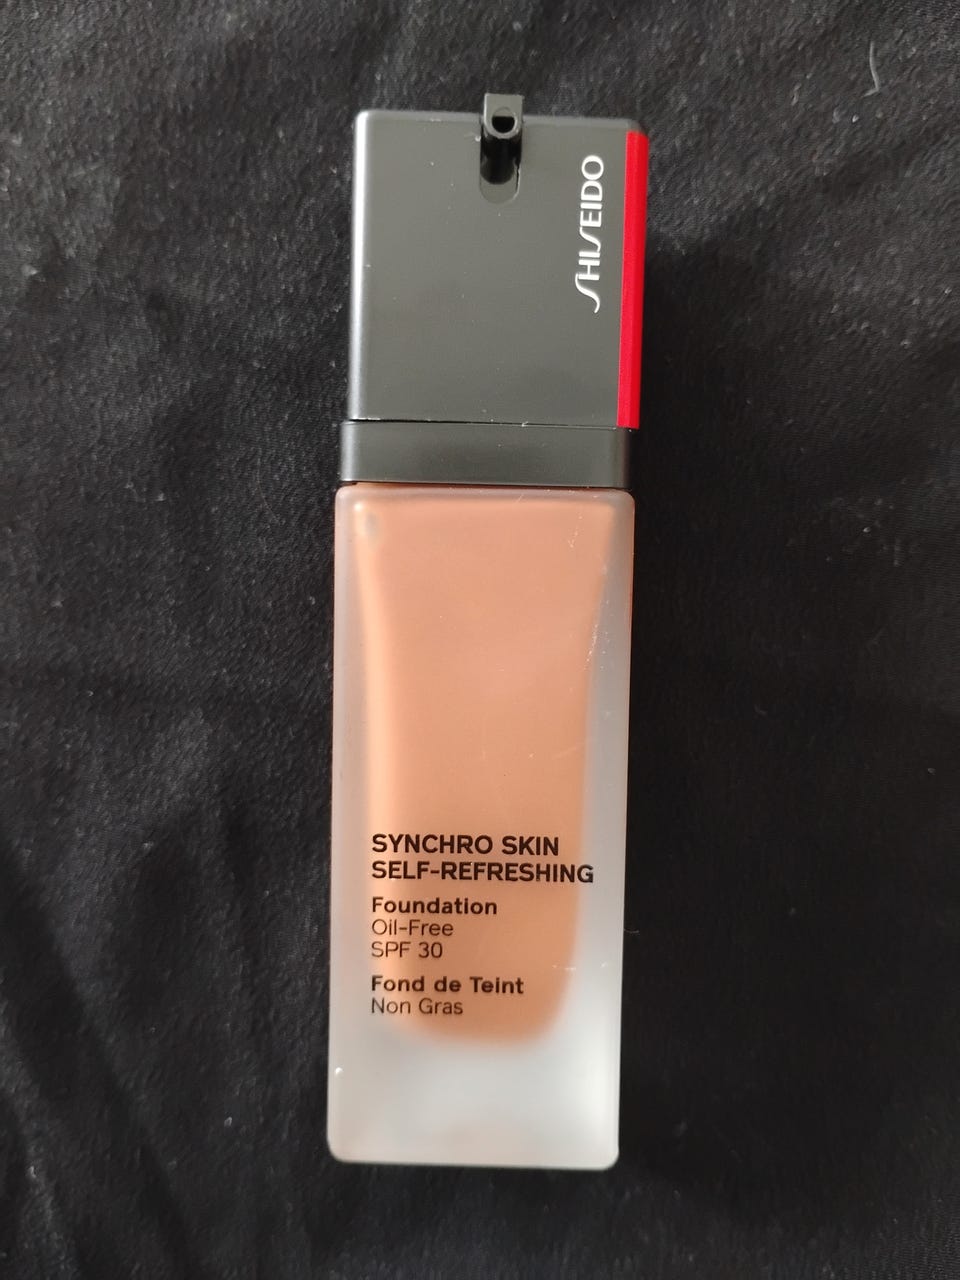 SHISEIDO
SYNCHRO SKIN
SELF-REFRESHING
Foundation
Oil-Free
SPF 30
Fond de Teint
Non Gras